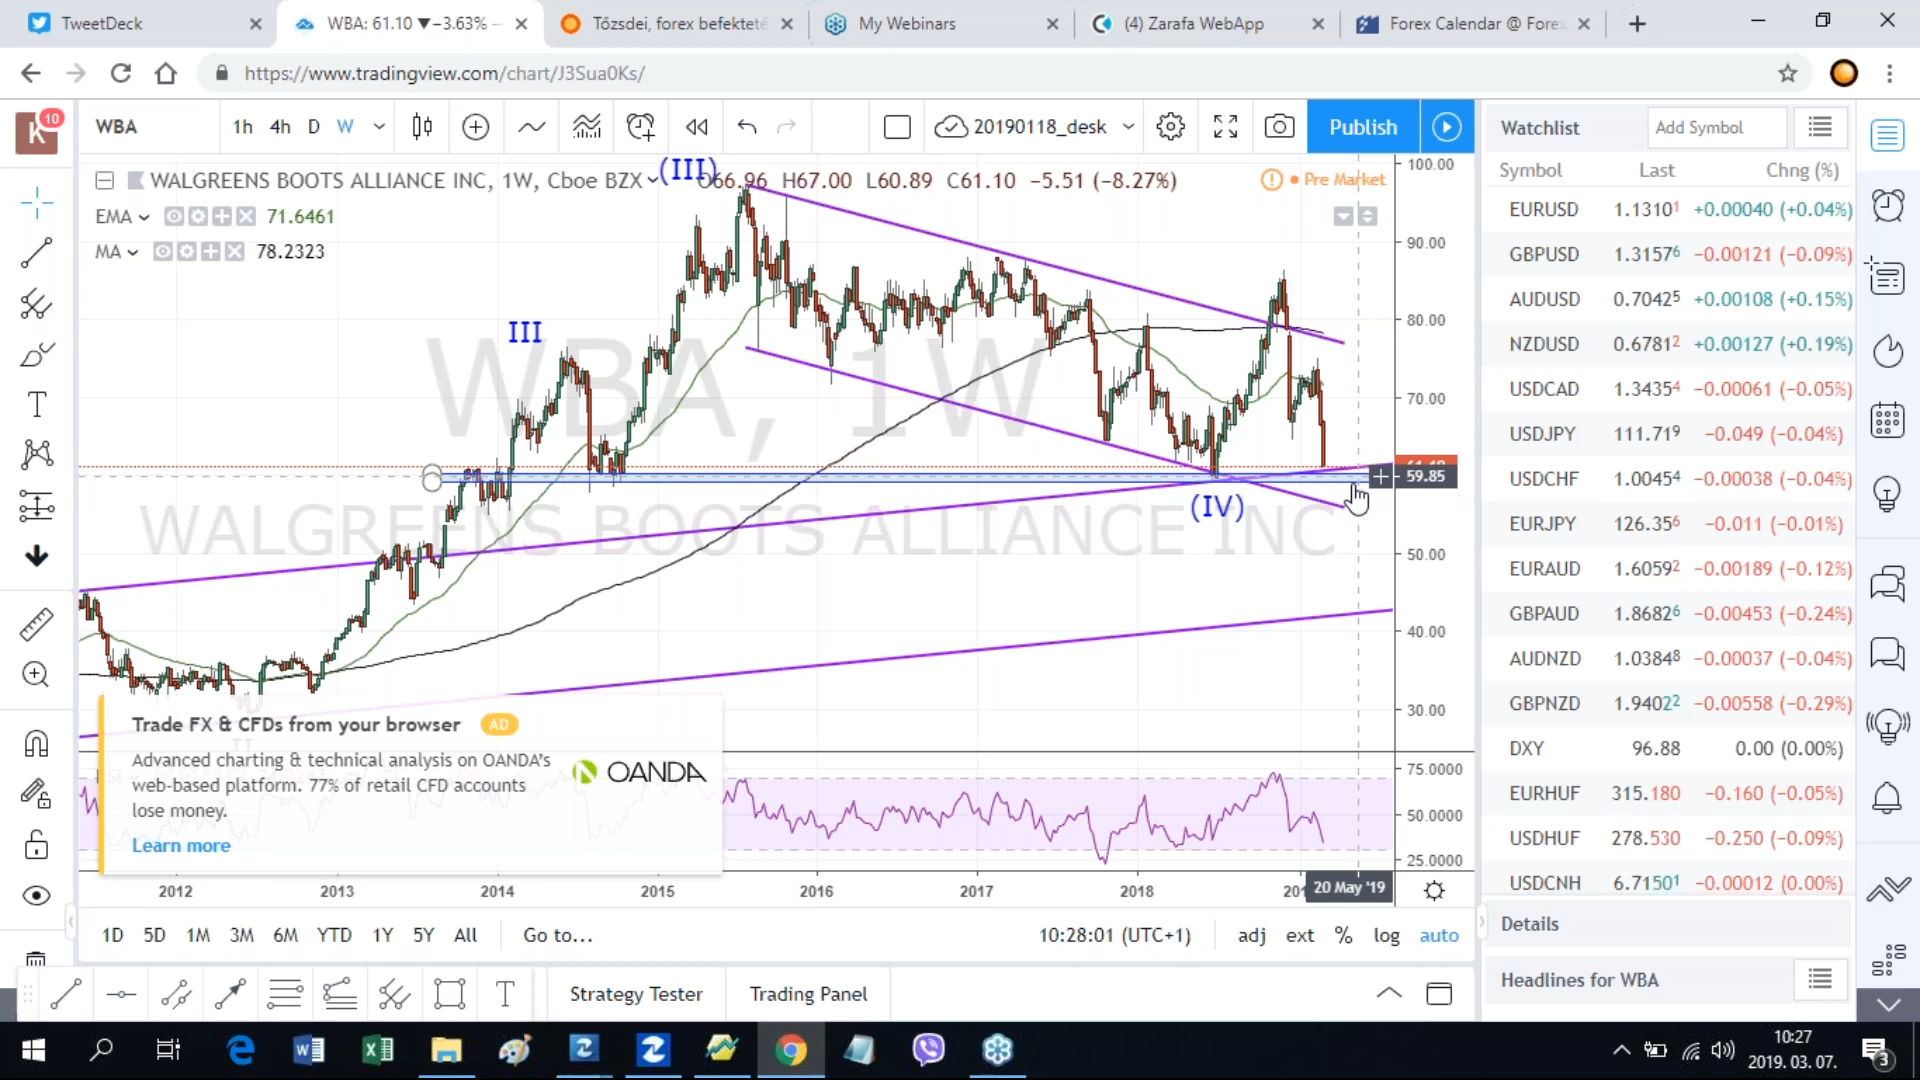 TweetDeck
WBA: 61.10 ▼−3.63% —
Tőzsdei, forex befektet
My Webinars
(4) Zarafa WebApp
Forex Calendar @ Forex
https://www.tradingview.com/chart/J3Sua0Ks/
K 10
WBA 1h 4h D W 20190118_desk Publish
Watchlist Add Symbol
WALGREENS BOOTS ALLIANCE INC, 1W, Cboe BZX O66.96 H67.00 L60.89 C61.10 −5.51 (−8.27%) Pre Market
EMA 71.6461
MA 78.2323
(III)
III
(IV)
WBA, 1W
WALGREENS BOOTS ALLIANCE INC
100.00
90.00
80.00
70.00
59.85
50.00
40.00
30.00
75.0000
50.0000
25.0000
Trade FX & CFDs from your browser AD
Advanced charting & technical analysis on OANDA's
web-based platform. 77% of retail CFD accounts
lose money.
Learn more
OANDA
2012 2013 2014 2015 2016 2017 2018 20 May '19
1D 5D 1M 3M 6M YTD 1Y 5Y All Go to... 10:28:01 (UTC+1) adj ext % log auto
Strategy Tester Trading Panel
Symbol Last Chng (%)
EURUSD 1.13101 +0.00040 (+0.04%)
GBPUSD 1.31576 −0.00121 (−0.09%)
AUDUSD 0.70425 +0.00108 (+0.15%)
NZDUSD 0.67812 +0.00127 (+0.19%)
USDCAD 1.34354 −0.00061 (−0.05%)
USDJPY 111.719 −0.049 (−0.04%)
USDCHF 1.00454 −0.00038 (−0.04%)
EURJPY 126.356 −0.011 (−0.01%)
EURAUD 1.60592 −0.00189 (−0.12%)
GBPAUD 1.86826 −0.00453 (−0.24%)
AUDNZD 1.03848 −0.00037 (−0.04%)
GBPNZD 1.94022 −0.00558 (−0.29%)
DXY 96.88 0.00 (0.00%)
EURHUF 315.180 −0.160 (−0.05%)
USDHUF 278.530 −0.250 (−0.09%)
USDCNH 6.71501 −0.00012 (0.00%)
Details
Headlines for WBA
10:27
2019. 03. 07.
3